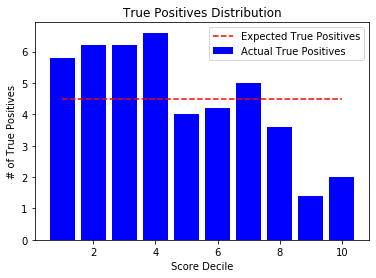 True Positives Distribution
Expected True Positives
Actual True Positives
# of True Positives
6
5
4
3
2
1
0
2
4
6
8
10
Score Decile